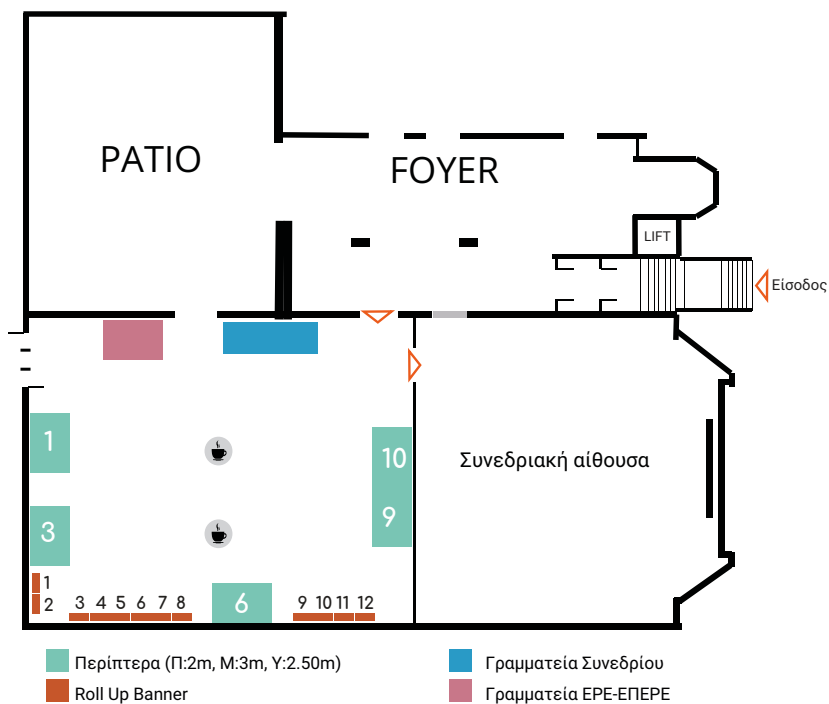 PATIO
FOYER
LIFT
Είσοδος
1
10
Συνεδριακή αίθουσα
9
3
1
2
3 4 5 6 7 8
6
9 10 11 12
Περίπτερα (Π:2m, Μ:3m, Υ:2.50m)
Γραμματεία Συνεδρίου
Roll Up Banner
Γραμματεία ΕΡΕ-ΕΠΕΡΕ